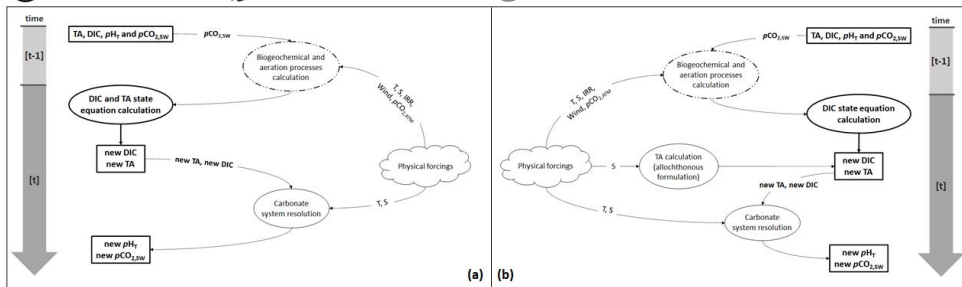 time
[t-1]
[t]
TA, DIC, pHT and pCO2,SW
pCO2,SW
Biogeochemical and
aeration processes
calculation
T, S, IRR,
Wind, pCO2,ATM
DIC and TA state
equation calculation
new DIC
new TA
new TA, new DIC
Physical forcings
T, S
Carbonate
system resolution
new pHT
new pCO2,SW
(a)
time
[t-1]
[t]
pCO2,SW
TA, DIC, pHT and pCO2,SW
Biogeochemical and
aeration processes
calculation
T, S, IRR,
Wind, pCO2,ATM
DIC state equation
calculation
Physical forcings
S
TA calculation
(allochthonous
formulation)
new DIC
new TA
new TA, new DIC
T, S
Carbonate
system resolution
new pHT
new pCO2,SW
(b)